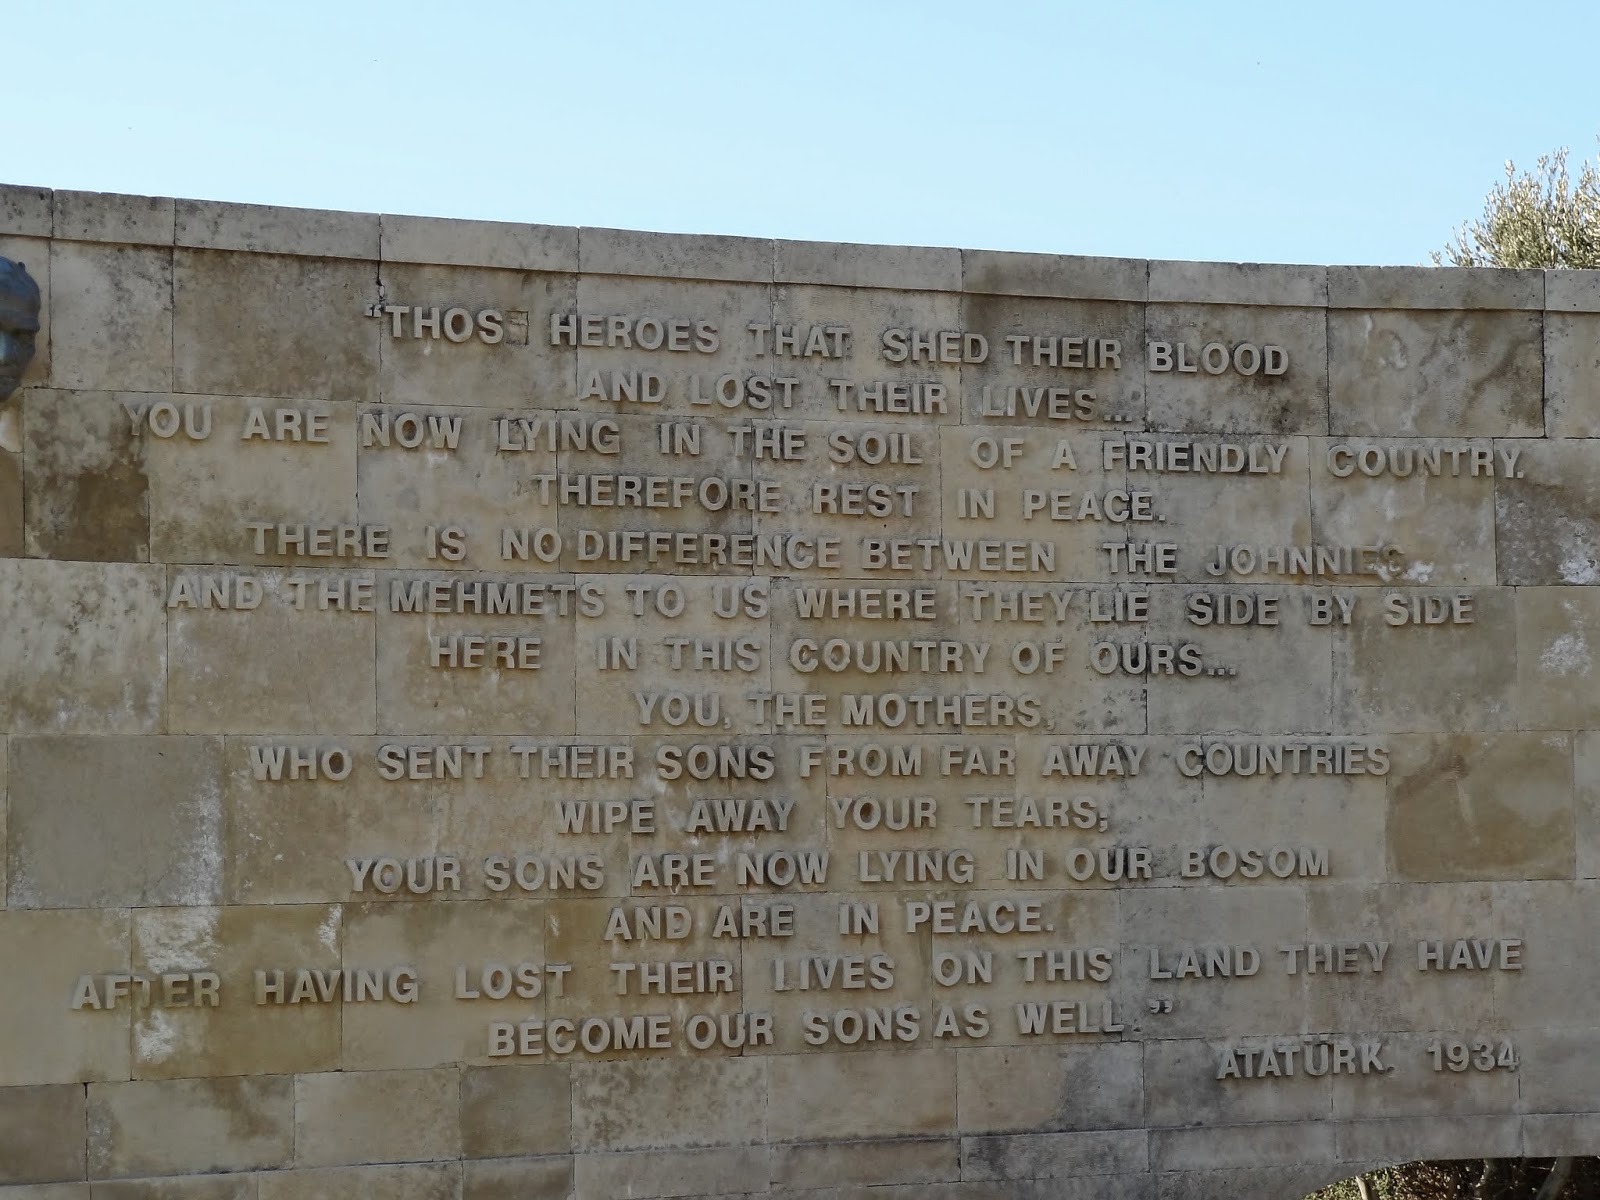 "THOSE HEROES THAT SHED THEIR BLOOD
AND LOST THEIR LIVES...
YOU ARE NOW LYING IN THE SOIL OF A FRIENDLY COUNTRY.
THEREFORE REST IN PEACE.
THERE IS NO DIFFERENCE BETWEEN THE JOHNNIES
AND THE MEHMETS TO US WHERE THEY LIE SIDE BY SIDE
HERE IN THIS COUNTRY OF OURS...
YOU, THE MOTHERS,
WHO SENT THEIR SONS FROM FAR AWAY COUNTRIES
WIPE AWAY YOUR TEARS;
YOUR SONS ARE NOW LYING IN OUR BOSOM
AND ARE IN PEACE.
AFTER HAVING LOST THEIR LIVES ON THIS LAND THEY HAVE
BECOME OUR SONS AS WELL."
ATATÜRK. 1934